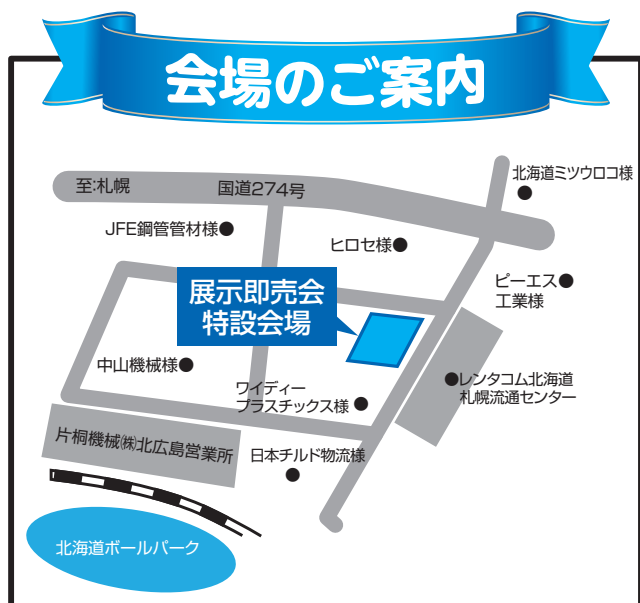 会場のご案内
北海道ミツウロコ様
至:札幌
国道274号
JFE鋼管管材様
ヒロセ様
ピーエス
工業様
展示即売会
特設会場
中山機械様
ワイディー
プラスチックス様
レンタコム北海道
札幌流通センター
片桐機械㈱北広島営業所
日本チルド物流様
北海道ボールパーク